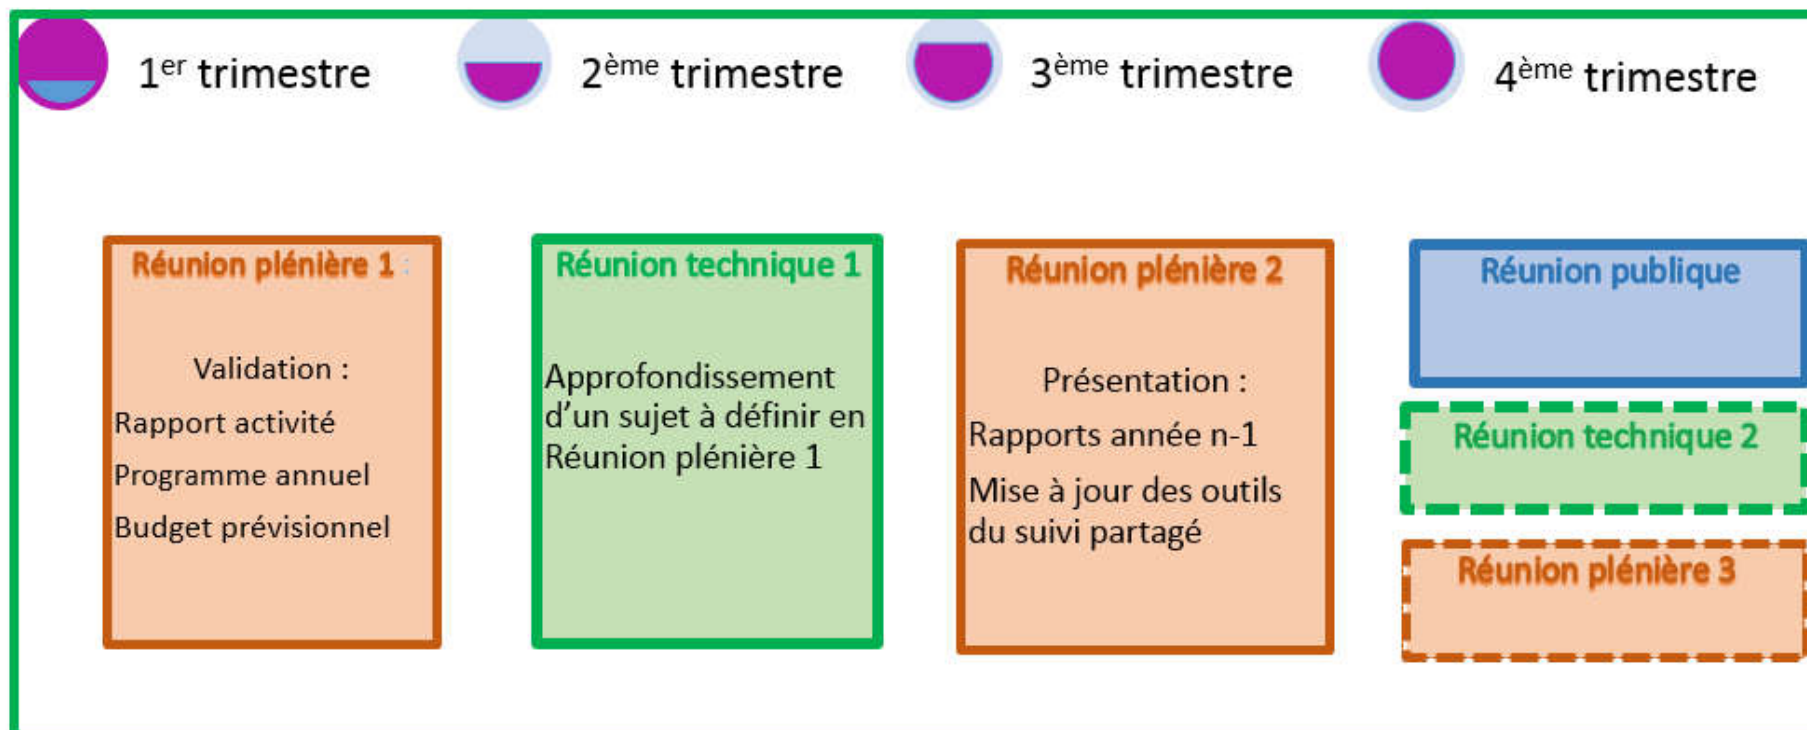 1er trimestre
2ème trimestre
3ème trimestre
4ème trimestre
Réunion plénière 1 :
Validation :
Rapport activité
Programme annuel
Budget prévisionnel
Réunion technique 1
Approfondissement
d’un sujet à définir en
Réunion plénière 1
Réunion plénière 2
Présentation :
Rapports année n-1
Mise à jour des outils
du suivi partagé
Réunion publique
Réunion technique 2
Réunion plénière 3